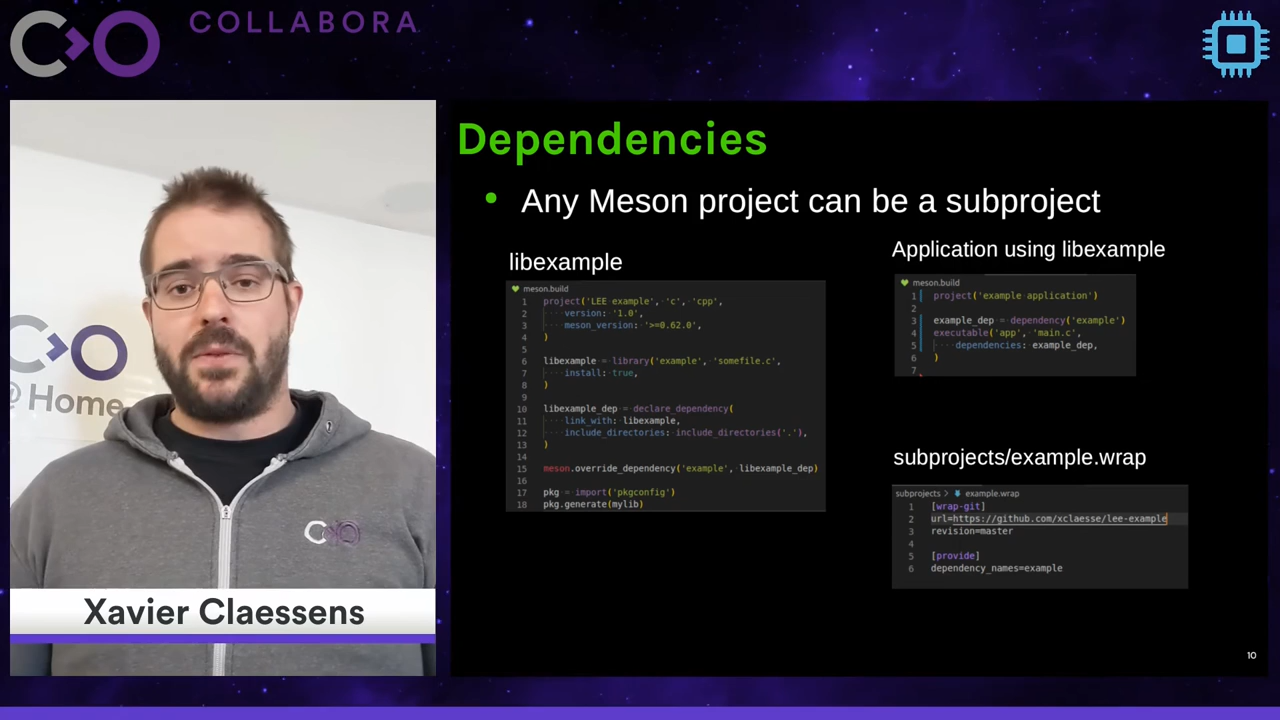 COLLABORA
@ Home
Xavier Claessens
Dependencies
• Any Meson project can be a subproject
libexample
meson.build
1 project('LEE example', 'c', 'cpp',
2 version: '1.0',
3 meson_version: '>=0.62.0',
4 )
5
6 libexample = library('example', 'somefile.c',
7 install: true,
8 )
9
10 libexample_dep = declare_dependency(
11 link_with: libexample,
12 include_directories: include_directories('.'),
13 )
14
15 meson.override_dependency('example', libexample_dep)
16
17 pkg = import('pkgconfig')
18 pkg.generate(mylib)
Application using libexample
meson.build
1 project('example application')
2
3 example_dep = dependency('example')
4 executable('app', 'main.c',
5 dependencies: example_dep,
6 )
7
subprojects/example.wrap
subprojects > example.wrap
1 [wrap-git]
2 url=https://github.com/xclaesse/lee-example
3 revision=master
4
5 [provide]
6 dependency_names=example
10